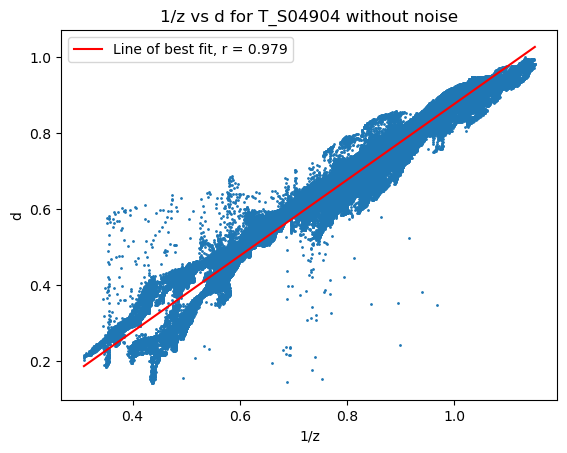 1/z vs d for T_S04904 without noise
Line of best fit, r = 0.979
1.0
0.8
0.6
0.4
0.2
d
0.4 0.6 0.8 1.0
1/z